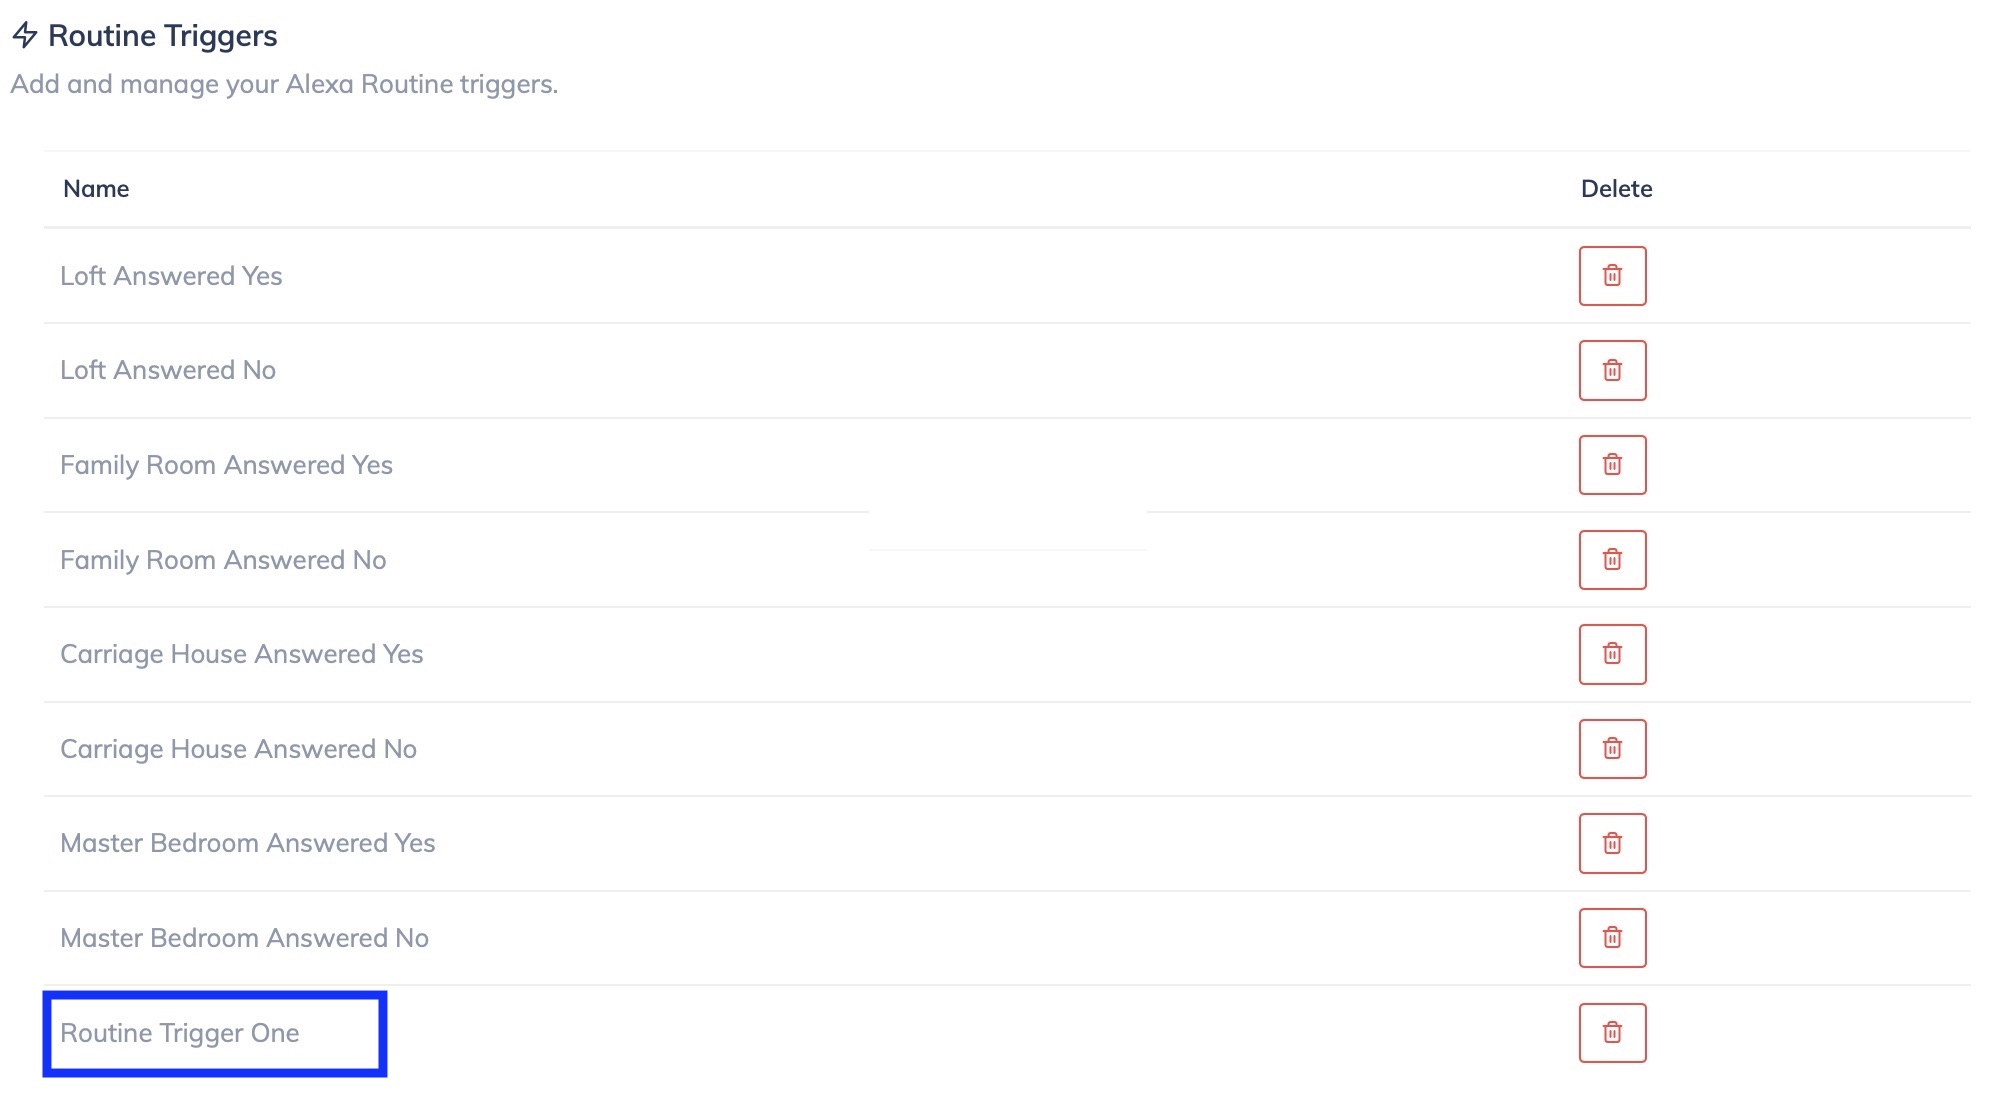 Routine Triggers
Add and manage your Alexa Routine triggers.
Name Delete
Loft Answered Yes
Loft Answered No
Family Room Answered Yes
Family Room Answered No
Carriage House Answered Yes
Carriage House Answered No
Master Bedroom Answered Yes
Master Bedroom Answered No
Routine Trigger One